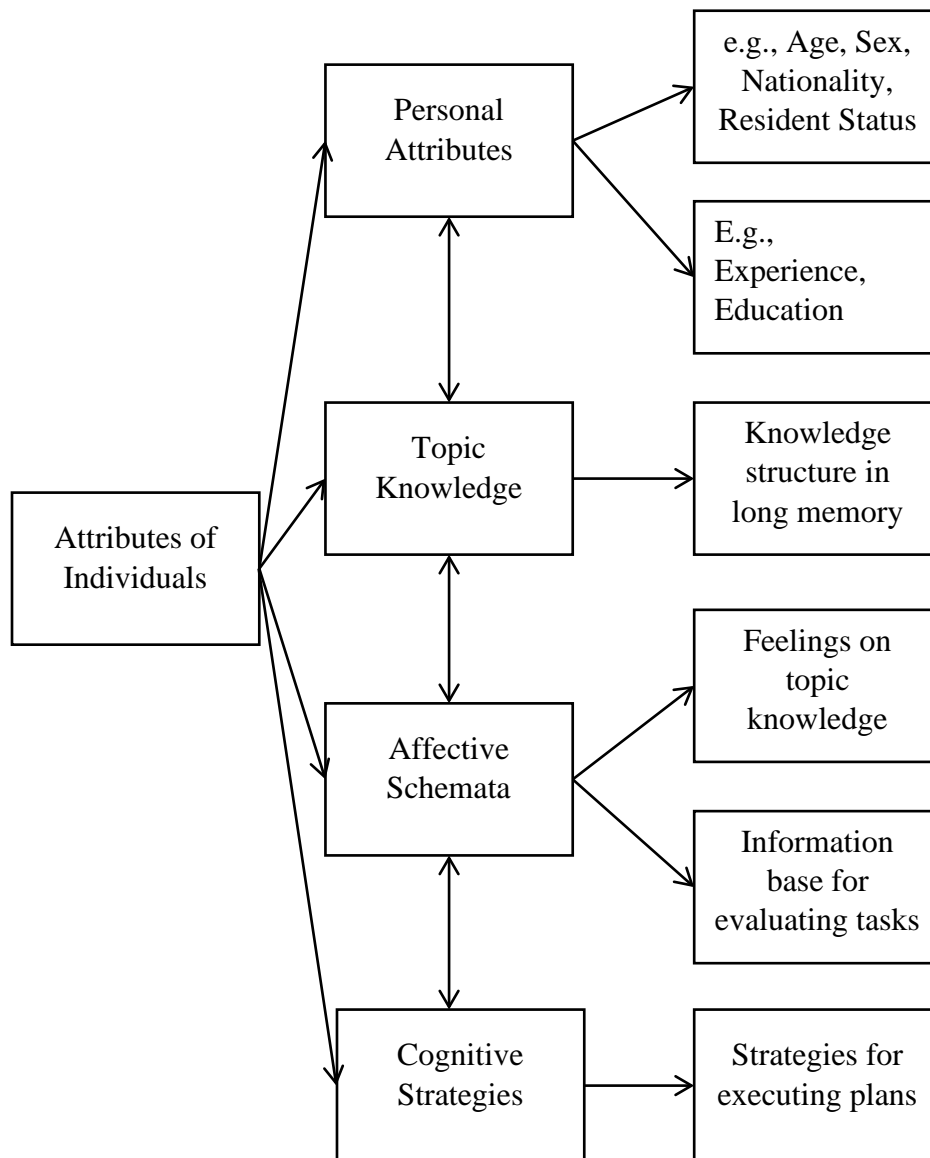 e.g., Age, Sex,
Nationality,
Resident Status
Personal
Attributes
E.g.,
Experience,
Education
Topic
Knowledge
Knowledge
structure in
long memory
Attributes of
Individuals
Feelings on
topic
knowledge
Affective
Schemata
Information
base for
evaluating tasks
Cognitive
Strategies
Strategies for
executing plans